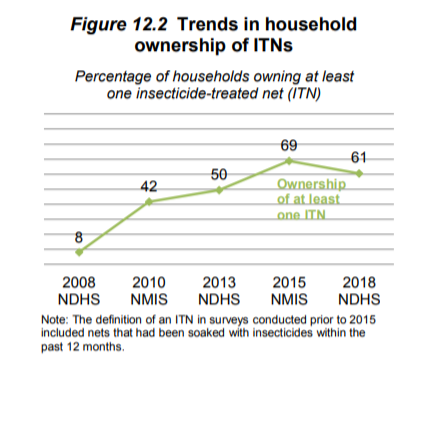 Figure 12.2 Trends in household
ownership of ITNs
Percentage of households owning at least
one insecticide-treated net (ITN)
69
61
50
42
8
Ownership
of at least
one ITN
2008 2010 2013 2015 2018
NDHS NMIS NDHS NMIS NDHS
Note: The definition of an ITN in surveys conducted prior to 2015
included nets that had been soaked with insecticides within the
past 12 months.